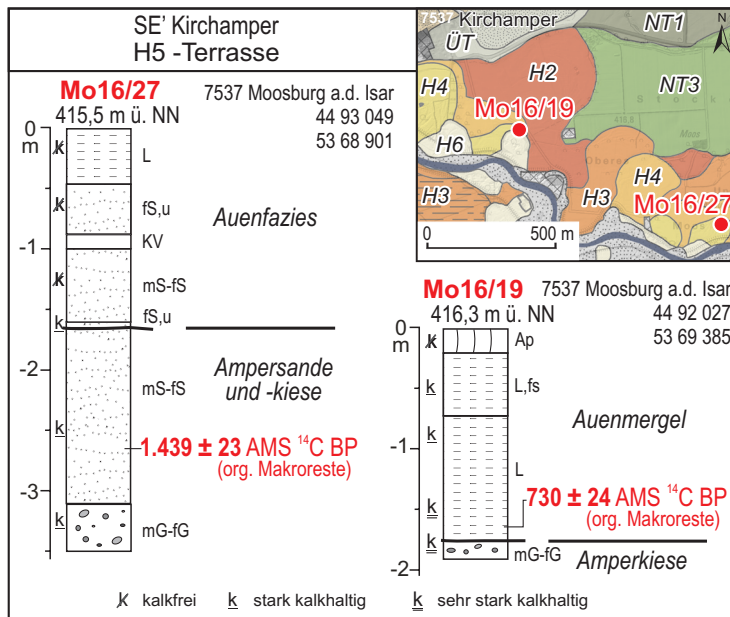 SE' Kirchamper
H5 -Terrasse
Mo16/27
415,5 m ü. NN
7537 Moosburg a.d. Isar
44 93 049
53 68 901
0
m
-1
-2
-3
k
L
k
fS,u
KV
k
mS-fS
k
fS,u
k
mS-fS
k
mG-fG
Auenfazies
Ampersande
und -kiese
1.439 ± 23 AMS 14C BP
(org. Makroreste)
7537
Kirchamper
ÜT
NT1
N
H4
H2
NT3
Mo16/19
H6
H3
H3
H4
Mo16/27
0
500 m
Mo16/19
416,3 m ü. NN
7537 Moosburg a.d. Isar
44 92 027
53 69 385
0
m
-1
-2
k
Ap
k
L,fs
k
L
k
k
mG-fG
Auenmergel
730 ± 24 AMS 14C BP
(org. Makroreste)
Amperkiese
k kalkfrei k stark kalkhaltig k sehr stark kalkhaltig